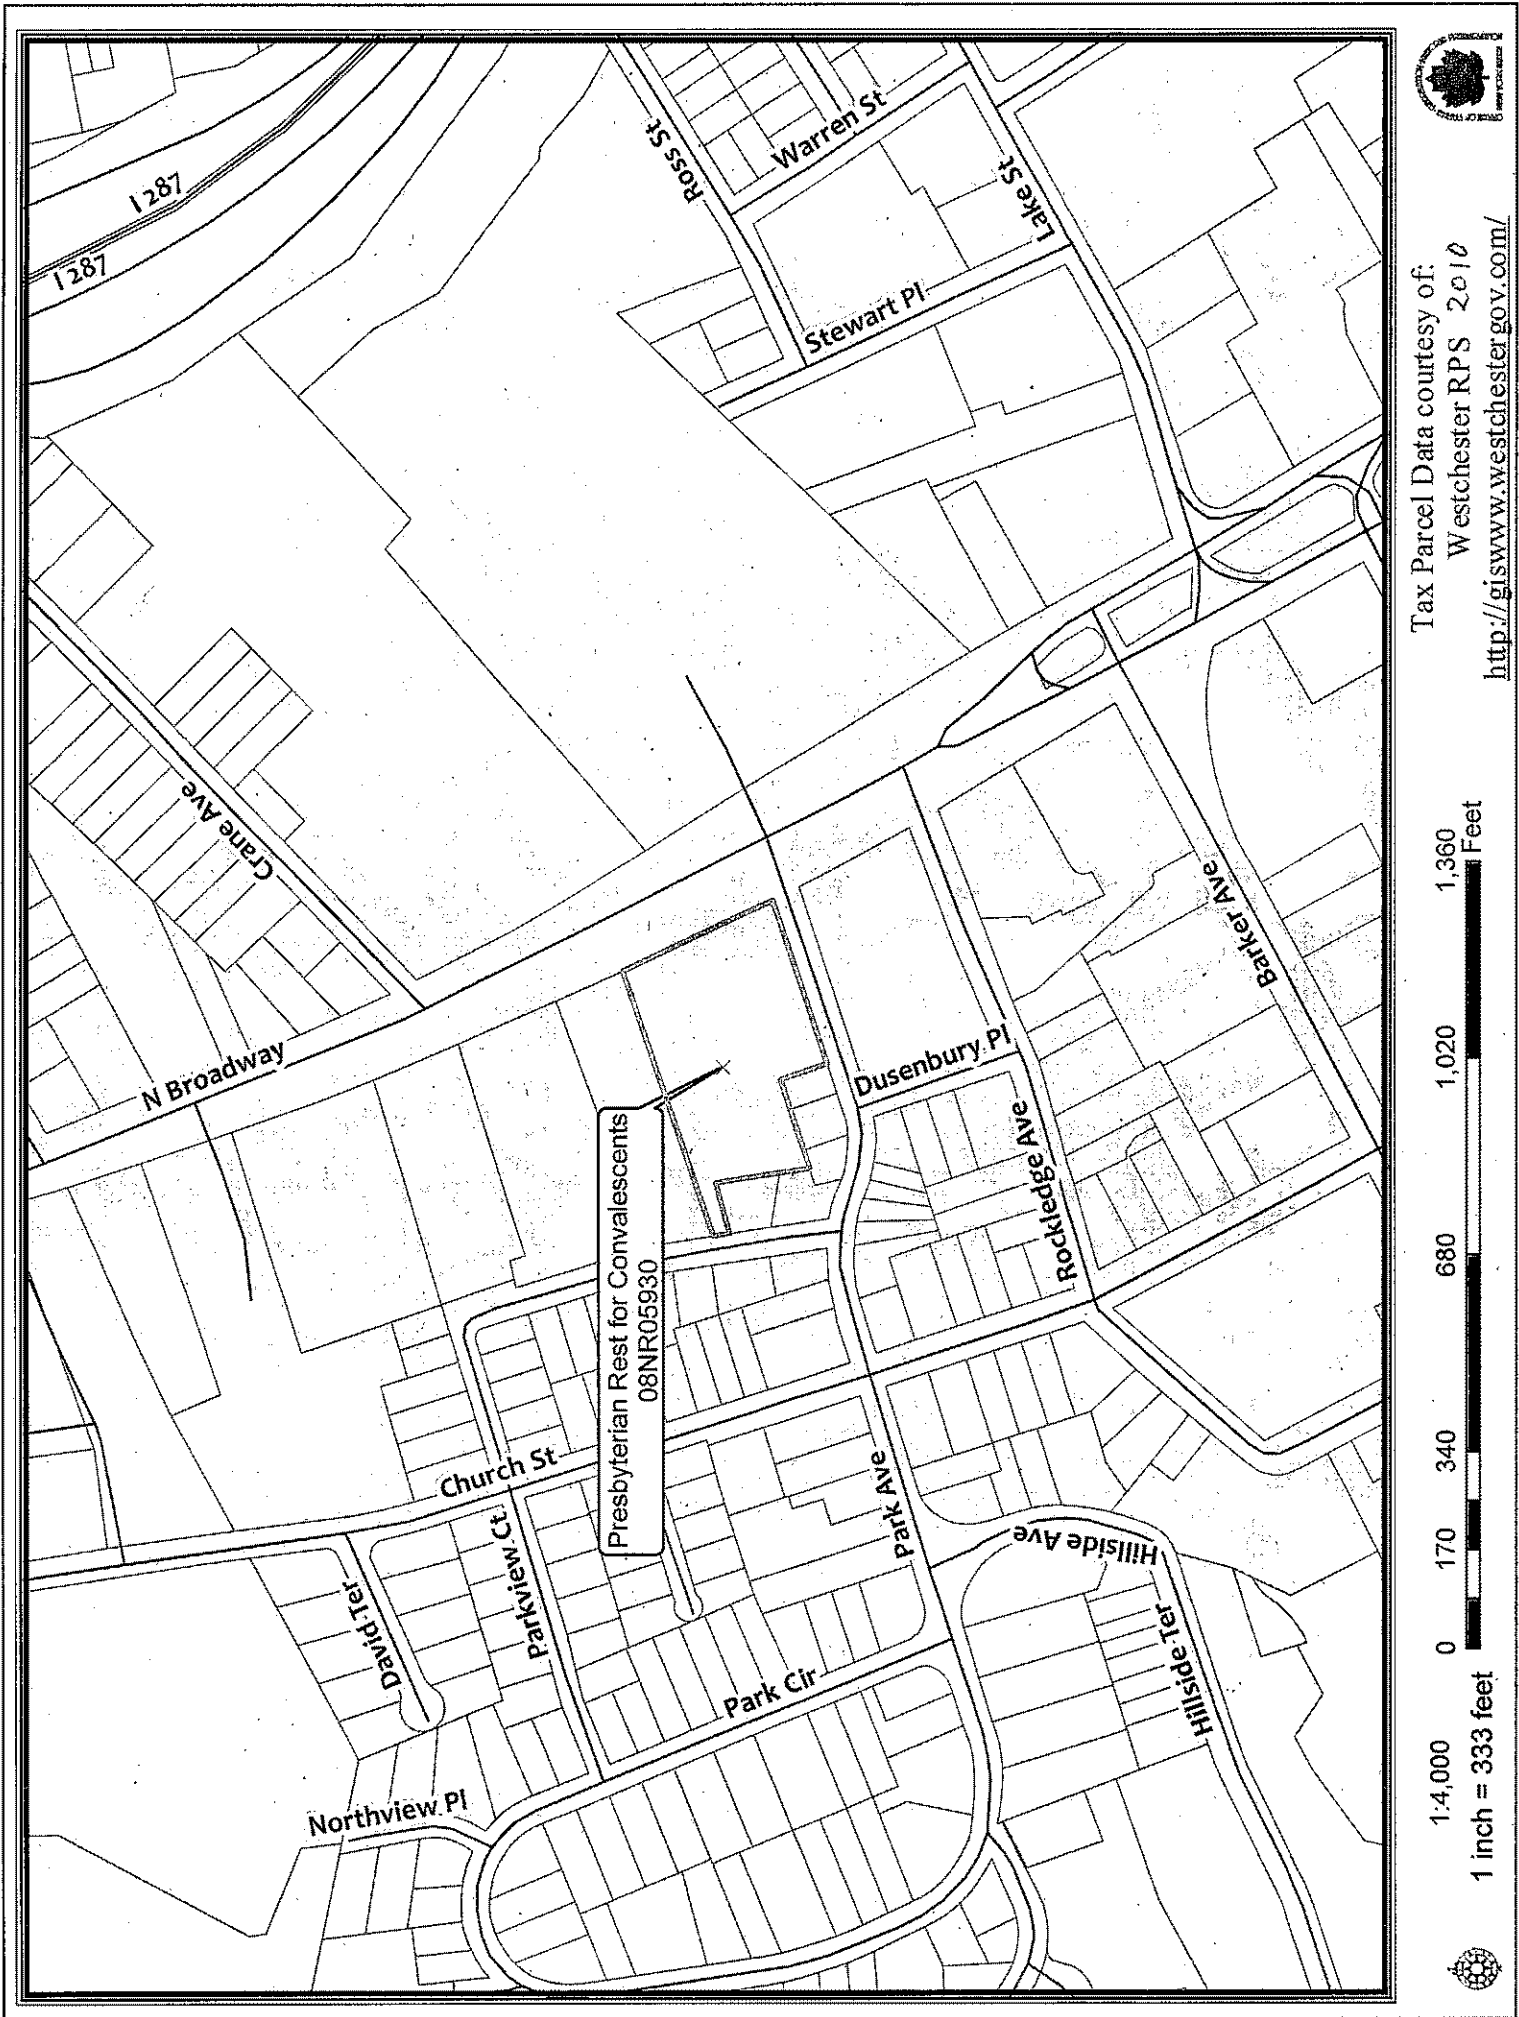 I 287
I 287
Ross St
Warren St
Lake St
Stewart Pl
Crane Ave
N Broadway
Presbyterian Rest for Convalescents
08NR05930
Dusenbury Pl
Rockledge Ave
Barker Ave
Church St
Parkview Ct
David Ter
Park Ave
Hillside Ave
Hillside Ter
Park Cir
Northview Pl
1:4,000
1 inch = 333 feet
0 170 340 680 1,020 1,360
Feet
Tax Parcel Data courtesy of:
Westchester RPS 2010
http://giswww.westchestergov.com/